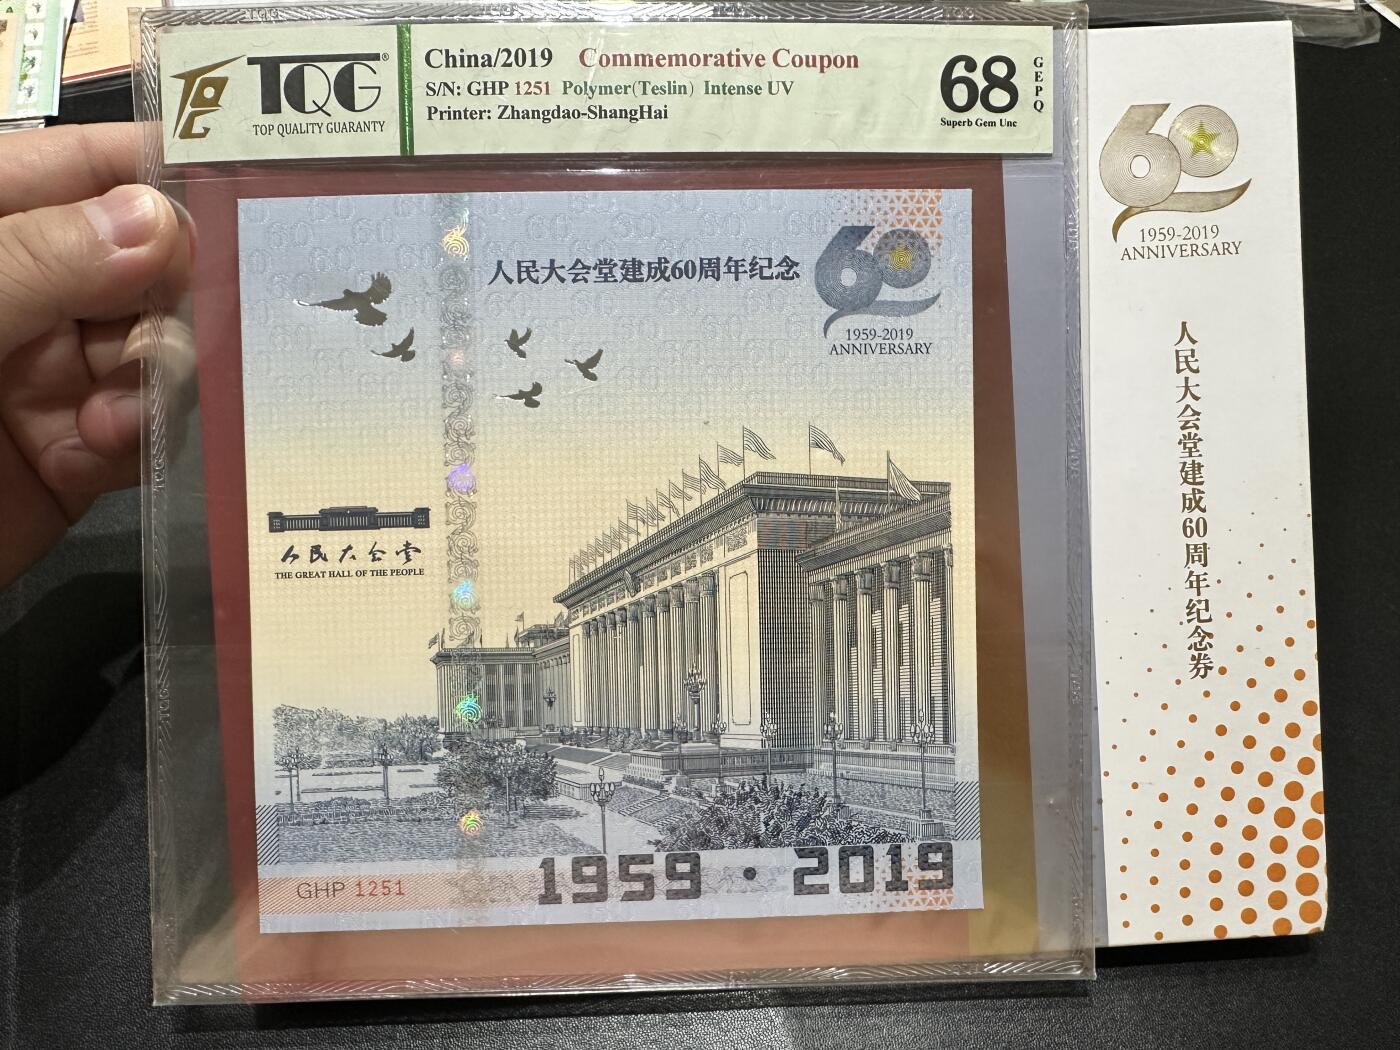 TQG®
TOP QUALITY GUARANTY
China/2019 Commemorative Coupon
S/N: GHP 1251 Polymer(Teslin) Intense UV
Printer: Zhangdao-ShangHai
68
Superb Gem Unc
GEPQ
人民大会堂建成60周年纪念
60
1959-2019
ANNIVERSARY
人民大会堂
THE GREAT HALL OF THE PEOPLE
GHP 1251
1959·2019
60
1959-2019
ANNIVERSARY
人民大会堂建成60周年纪念券